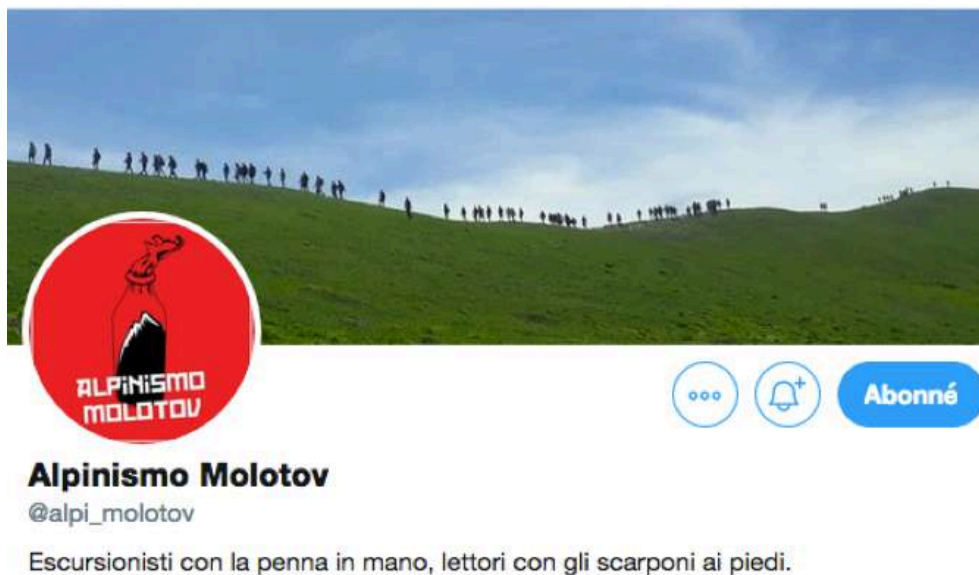 ALPINISMO
MOLOTOV
Abonné
Alpinismo Molotov
@alpi_molotov
Escursionisti con la penna in mano, lettori con gli scarponi ai piedi.